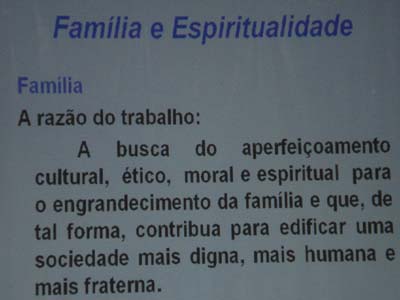 Família e Espiritualidade
Família
A razão do trabalho:
A busca do aperfeiçoamento
cultural, ético, moral e espiritual para
o engrandecimento da família e que, de
tal forma, contribua para edificar uma
sociedade mais digna, mais humana e
mais fraterna.